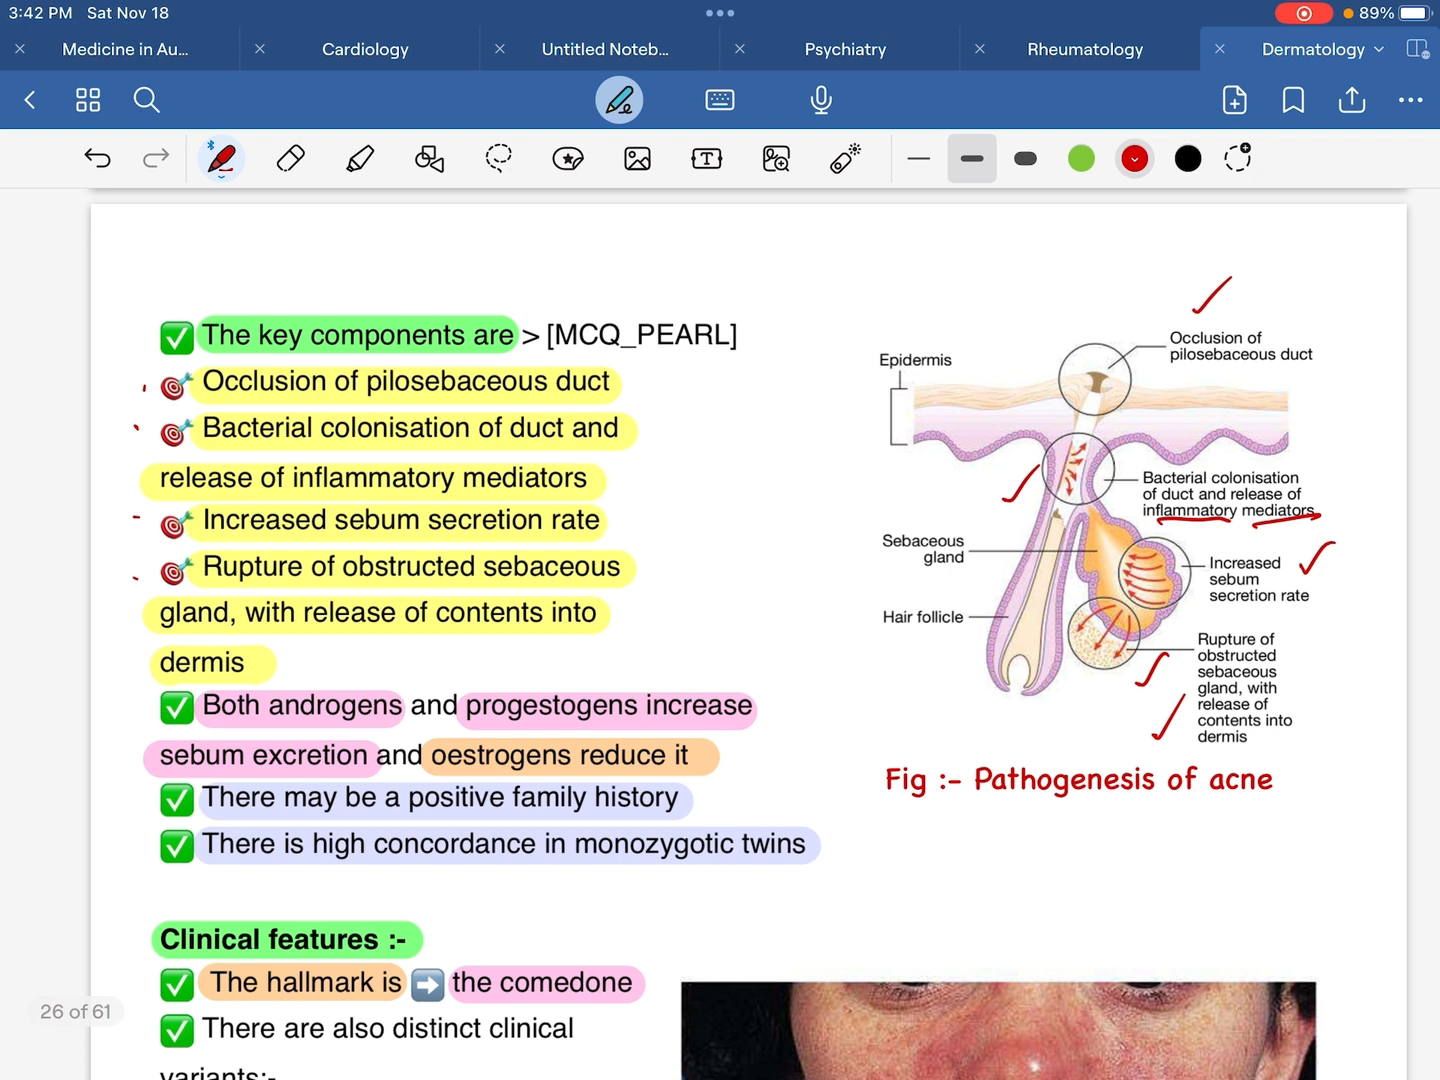 3:42 PM Sat Nov 18
89%
Medicine in Au...
Cardiology
Untitled Noteb...
Psychiatry
Rheumatology
Dermatology
The key components are > [MCQ_PEARL]
Occlusion of pilosebaceous duct
Bacterial colonisation of duct and
release of inflammatory mediators
Increased sebum secretion rate
Rupture of obstructed sebaceous
gland, with release of contents into
dermis
Both androgens and progestogens increase
sebum excretion and oestrogens reduce it
There may be a positive family history
There is high concordance in monozygotic twins
Epidermis
Occlusion of
pilosebaceous duct
Bacterial colonisation
of duct and release of
inflammatory mediators
Sebaceous
gland
Increased
sebum
secretion rate
Hair follicle
Rupture of
obstructed
sebaceous
gland, with
release of
contents into
dermis
Fig :- Pathogenesis of acne
Clinical features :-
The hallmark is the comedone
There are also distinct clinical
variants:-
26 of 61